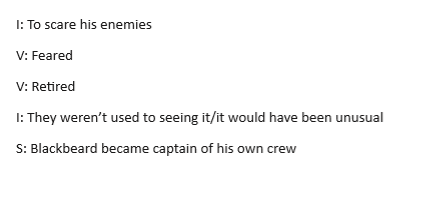 I: To scare his enemies
V: Feared
V: Retired
I: They weren’t used to seeing it/it would have been unusual
S: Blackbeard became captain of his own crew